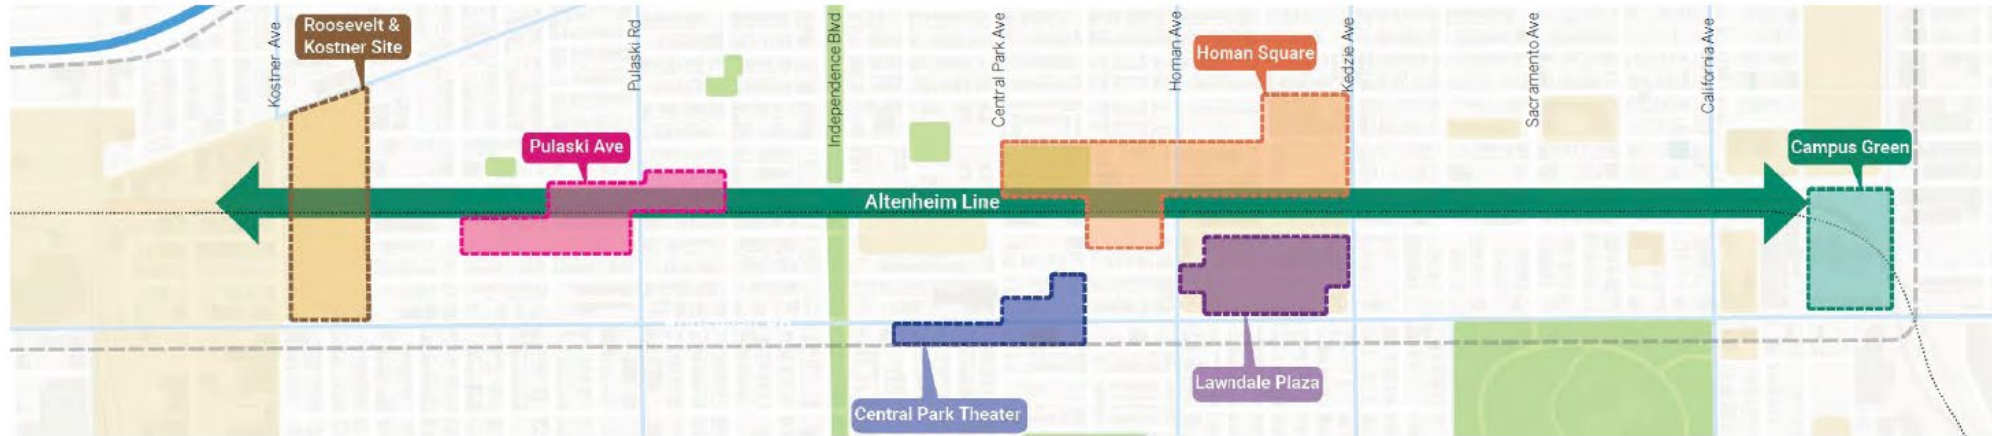 Kostner Ave
Roosevelt &
Kostner Site
Pulaski Rd
Independence Blvd
Central Park Ave
Homan Ave
Homan Square
Kedzie Ave
Sacramento Ave
California Ave
Pulaski Ave
Campus Green
Altenheim Line
Lawndale Plaza
Central Park Theater